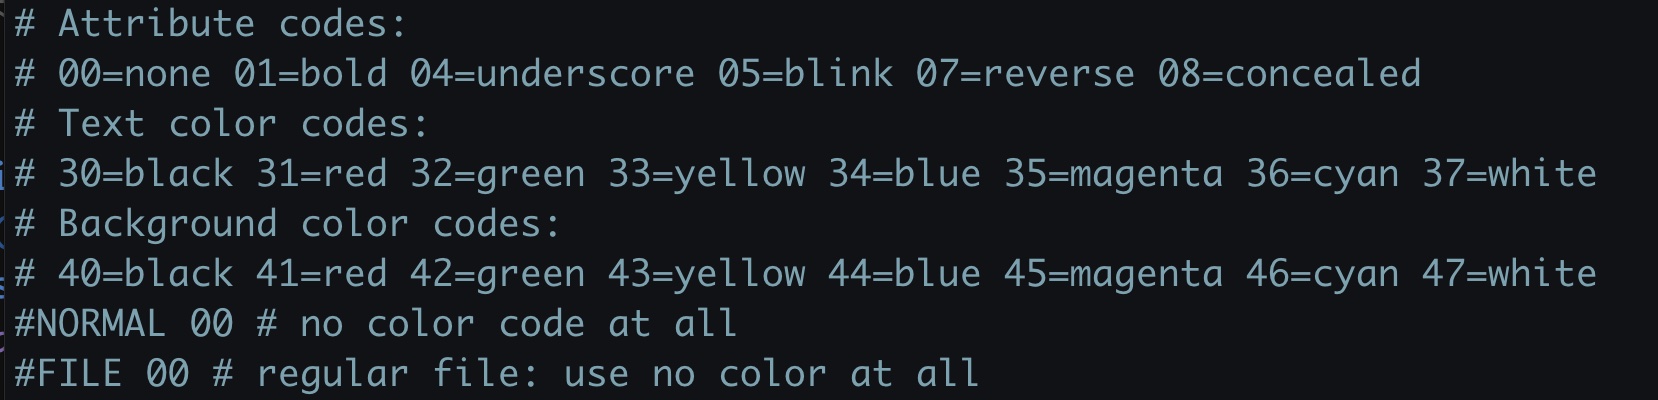 # Attribute codes:
# 00=none 01=bold 04=underscore 05=blink 07=reverse 08=concealed
# Text color codes:
# 30=black 31=red 32=green 33=yellow 34=blue 35=magenta 36=cyan 37=white
# Background color codes:
# 40=black 41=red 42=green 43=yellow 44=blue 45=magenta 46=cyan 47=white
#NORMAL 00 # no color code at all
#FILE 00 # regular file: use no color at all